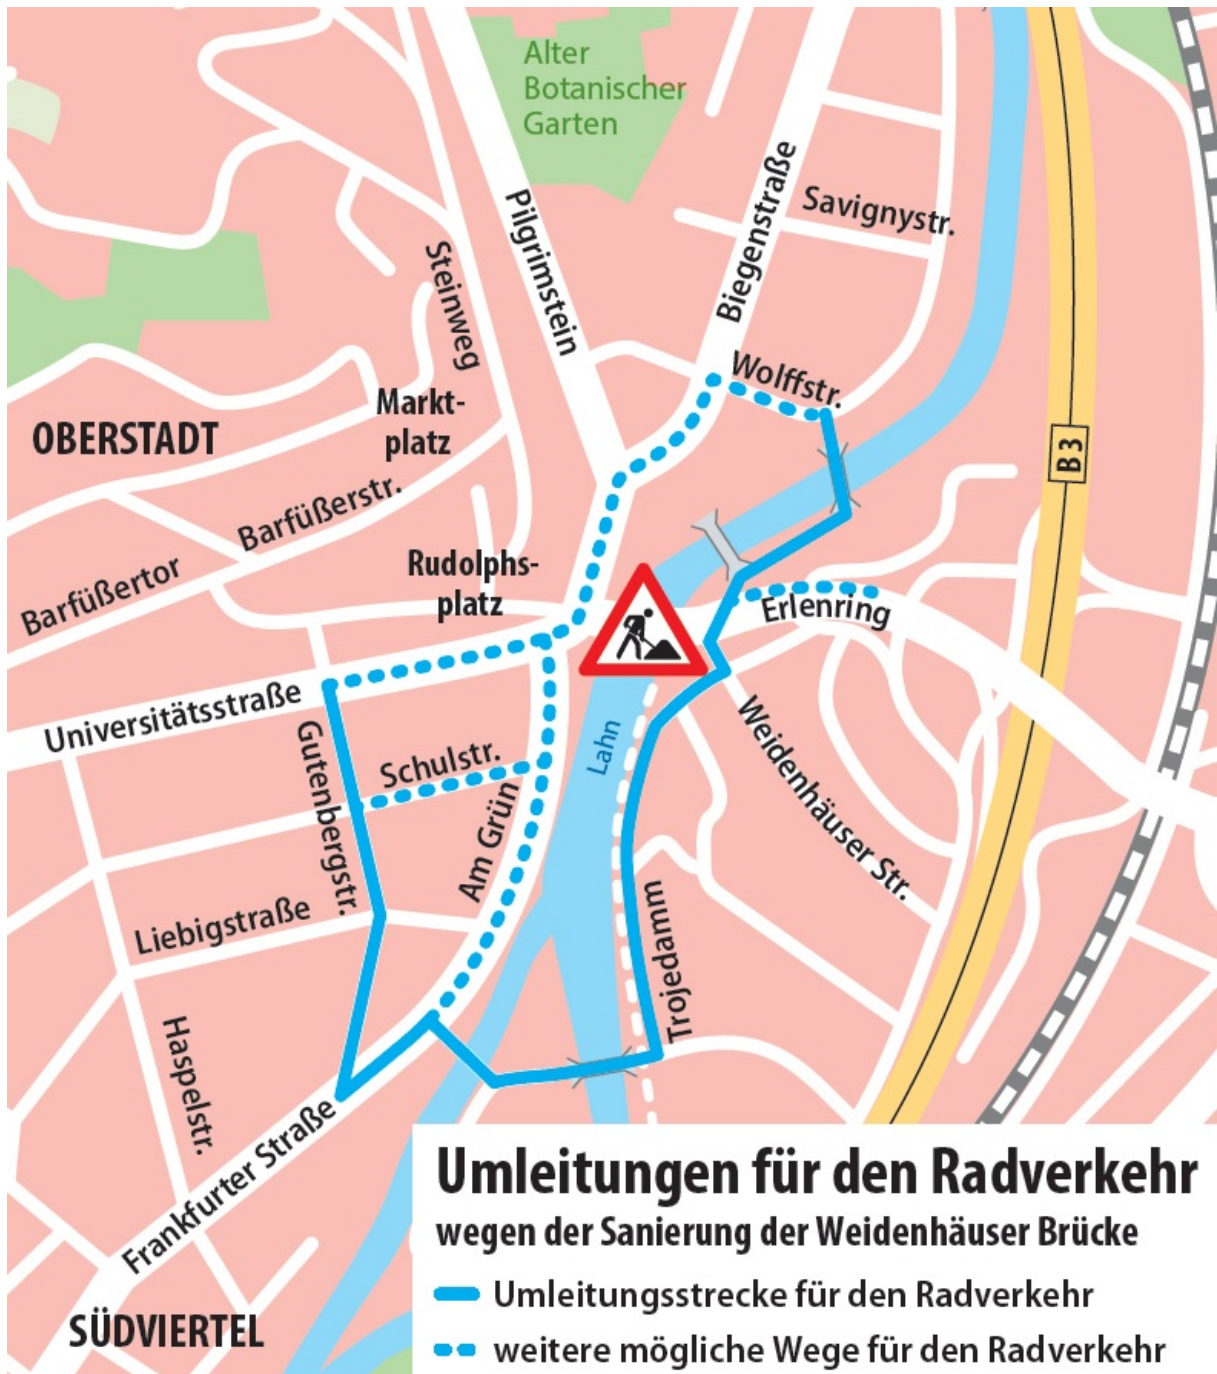 Alter
Botanischer
Garten
Biegenstraße
Savignystr.
Pilgrimstein
Steinweg
Wolffstr.
Markt-
platz
OBERSTADT
B 3
Barfüßerstr.
Rudolphs-
platz
Barfüßertor
Erlenring
Universitätsstraße
Gutenbergstr.
Schulstr.
Lahn
Weidenhäuser Str.
Am Grün
Liebigstraße
Trojedamm
Haspelstr.
Frankfurter Straße
SÜDVIERTEL
Umleitungen für den Radverkehr
wegen der Sanierung der Weidenhäuser Brücke
Umleitungsstrecke für den Radverkehr
weitere mögliche Wege für den Radverkehr